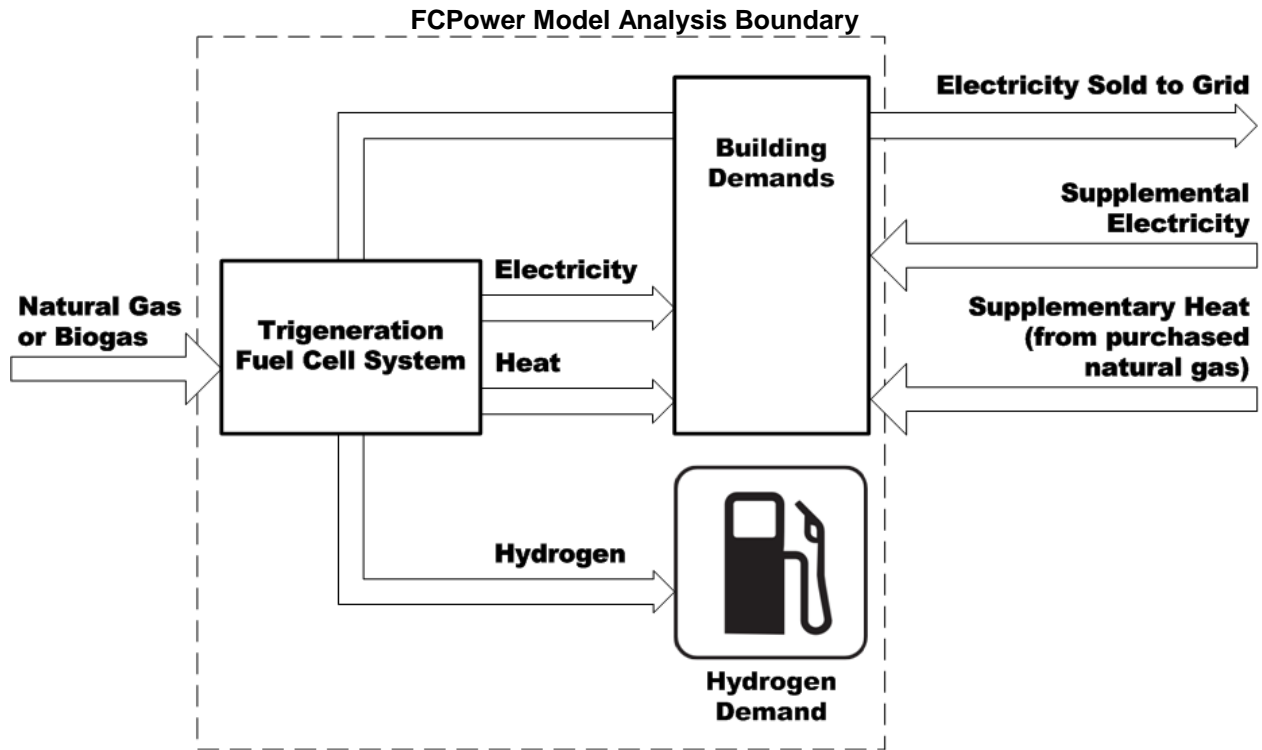 FCPower Model Analysis Boundary
Electricity Sold to Grid
Building
Demands
Supplemental
Electricity
Electricity
Natural Gas
or Biogas
Trigeneration
Fuel Cell System
Heat
Supplementary Heat
(from purchased
natural gas)
Hydrogen
Hydrogen
Demand